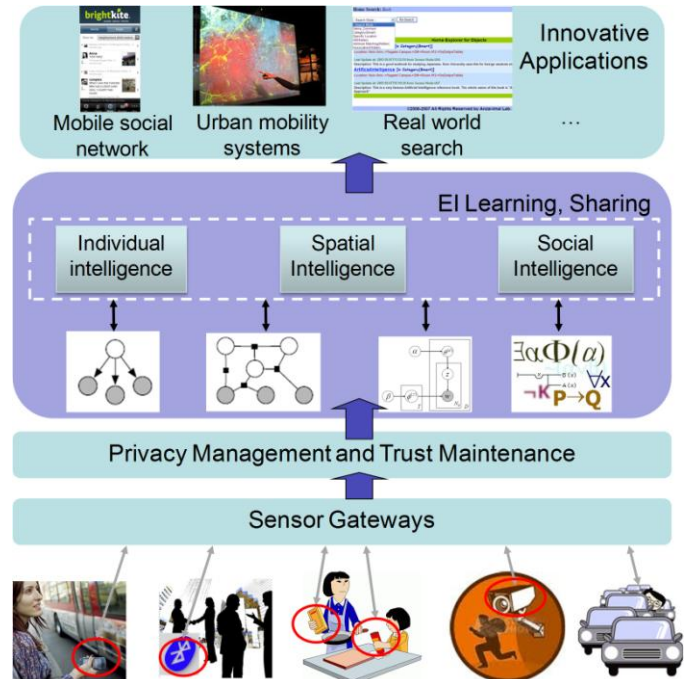 brightkite
Innovative
Applications
Mobile social
network
Urban mobility
systems
Real world
search
...
EI Learning, Sharing
Individual
intelligence
Spatial
Intelligence
Social
Intelligence
α
z
β
∃αΦ(α)
¬K
∀x
P→Q
Privacy Management and Trust Maintenance
Sensor Gateways